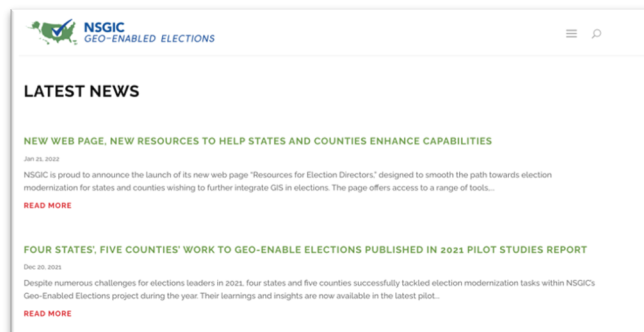 NSGIC
GEO-ENABLED ELECTIONS
LATEST NEWS
NEW WEB PAGE, NEW RESOURCES TO HELP STATES AND COUNTIES ENHANCE CAPABILITIES
Jan 21, 2022
NSGIC is proud to announce the launch of its new web page "Resources for Election Directors," designed to smooth the path towards election
modernization for states and counties wishing to further integrate GIS in elections. The page offers access to a range of tools,...
READ MORE
FOUR STATES', FIVE COUNTIES' WORK TO GEO-ENABLE ELECTIONS PUBLISHED IN 2021 PILOT STUDIES REPORT
Dec 20, 2021
Despite numerous challenges for elections leaders in 2021, four states and five counties successfully tackled election modernization tasks within NSGIC's
Geo-Enabled Elections project during the year. Their learnings and insights are now available in the latest pilot...
READ MORE